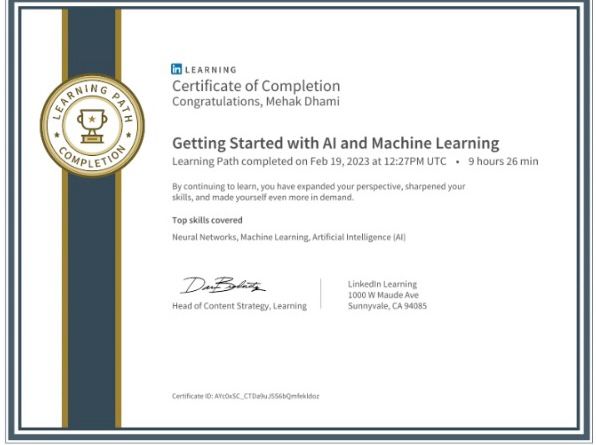 LEARNING PATH
COMPLETION
in LEARNING
Certificate of Completion
Congratulations, Mehak Dhami
Getting Started with AI and Machine Learning
Learning Path completed on Feb 19, 2023 at 12:27PM UTC • 9 hours 26 min
By continuing to learn, you have expanded your perspective, sharpened your
skills, and made yourself even more in demand.
Top skills covered
Neural Networks, Machine Learning, Artificial Intelligence (AI)
Head of Content Strategy, Learning
LinkedIn Learning
1000 W Maude Ave
Sunnyvale, CA 94085
Certificate ID: